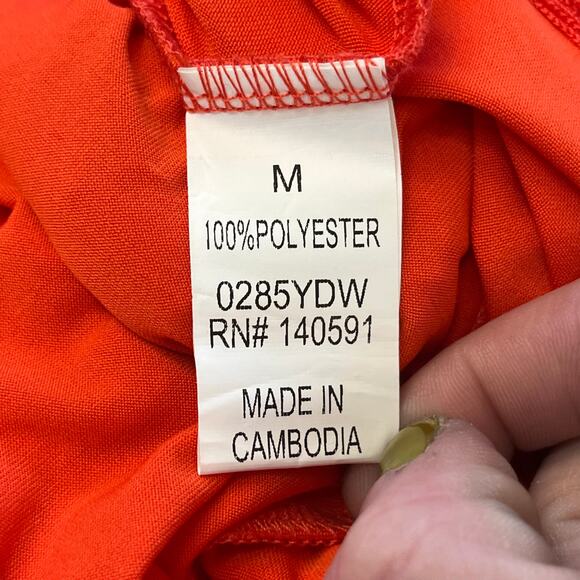 M
100%POLYESTER
0285YDW
RN# 140591
MADE IN
CAMBODIA